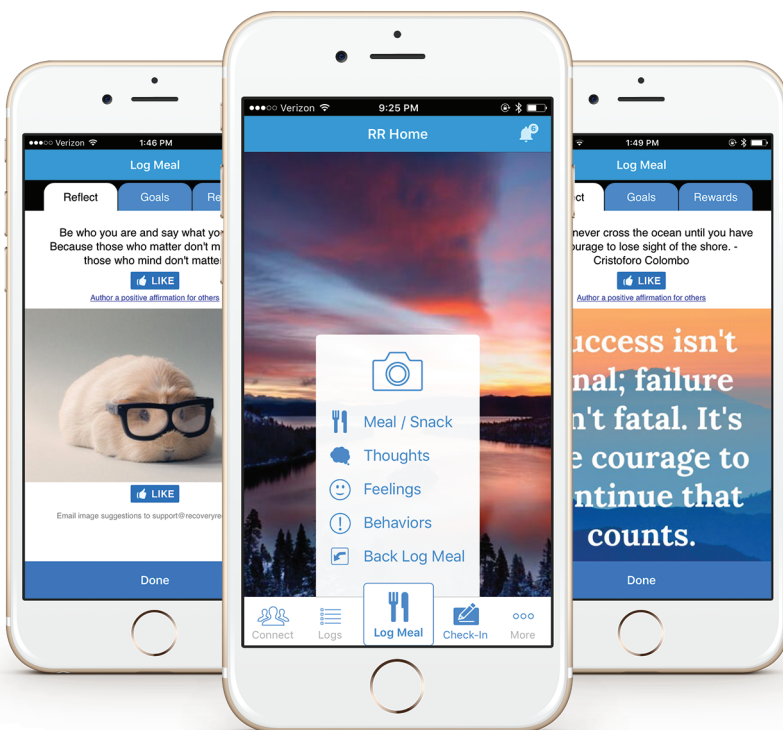 Verizon
1:46 PM
Log Meal
Reflect
Goals
Re
Be who you are and say what yo
Because those who matter don't m
those who mind don't matte
LIKE
Author a positive affirmation for others
LIKE
Email image suggestions to support@recoveryre
Done
Verizon
9:25 PM
RR Home
6
Meal / Snack
Thoughts
Feelings
Behaviors
Back Log Meal
Connect
Logs
Log Meal
Check-In
More
1:49 PM
Log Meal
ct
Goals
Rewards
never cross the ocean until you have
urage to lose sight of the shore. -
Cristoforo Colombo
LIKE
Author a positive affirmation for others
uccess isn't
nal; failure
n't fatal. It's
e courage to
ntinue that
counts.
Done